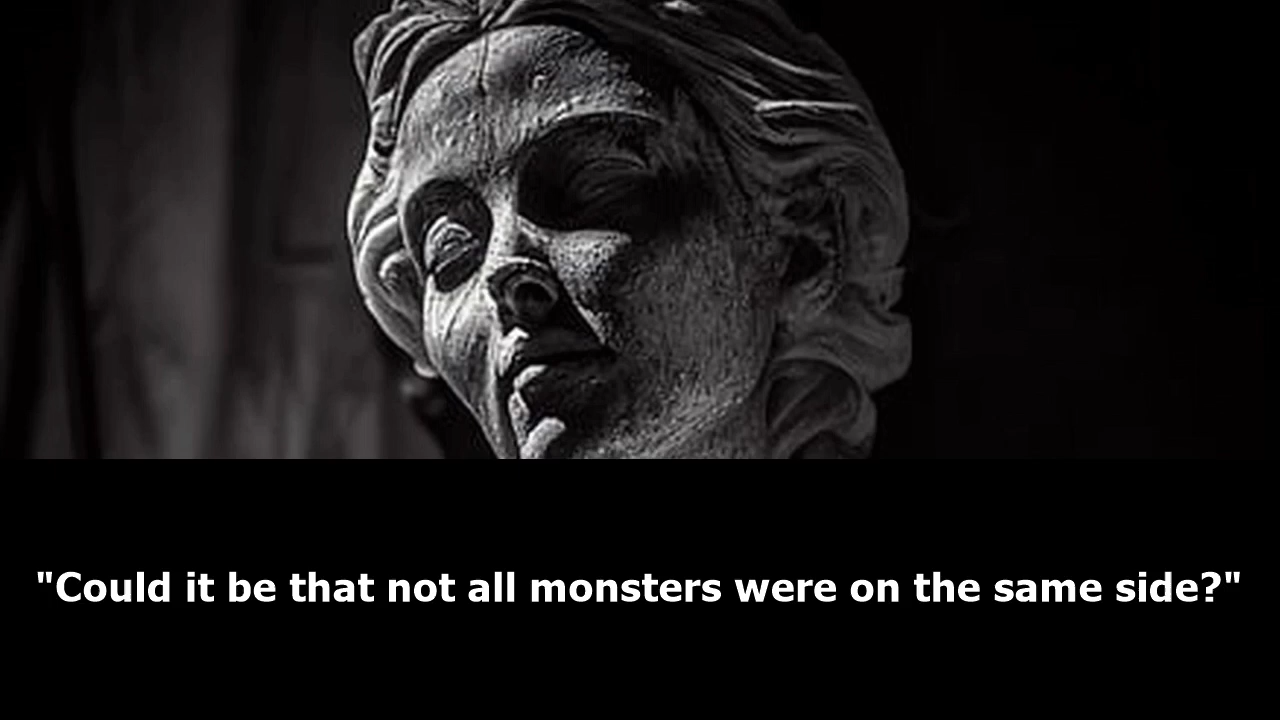 "Could it be that not all monsters were on the same side?"